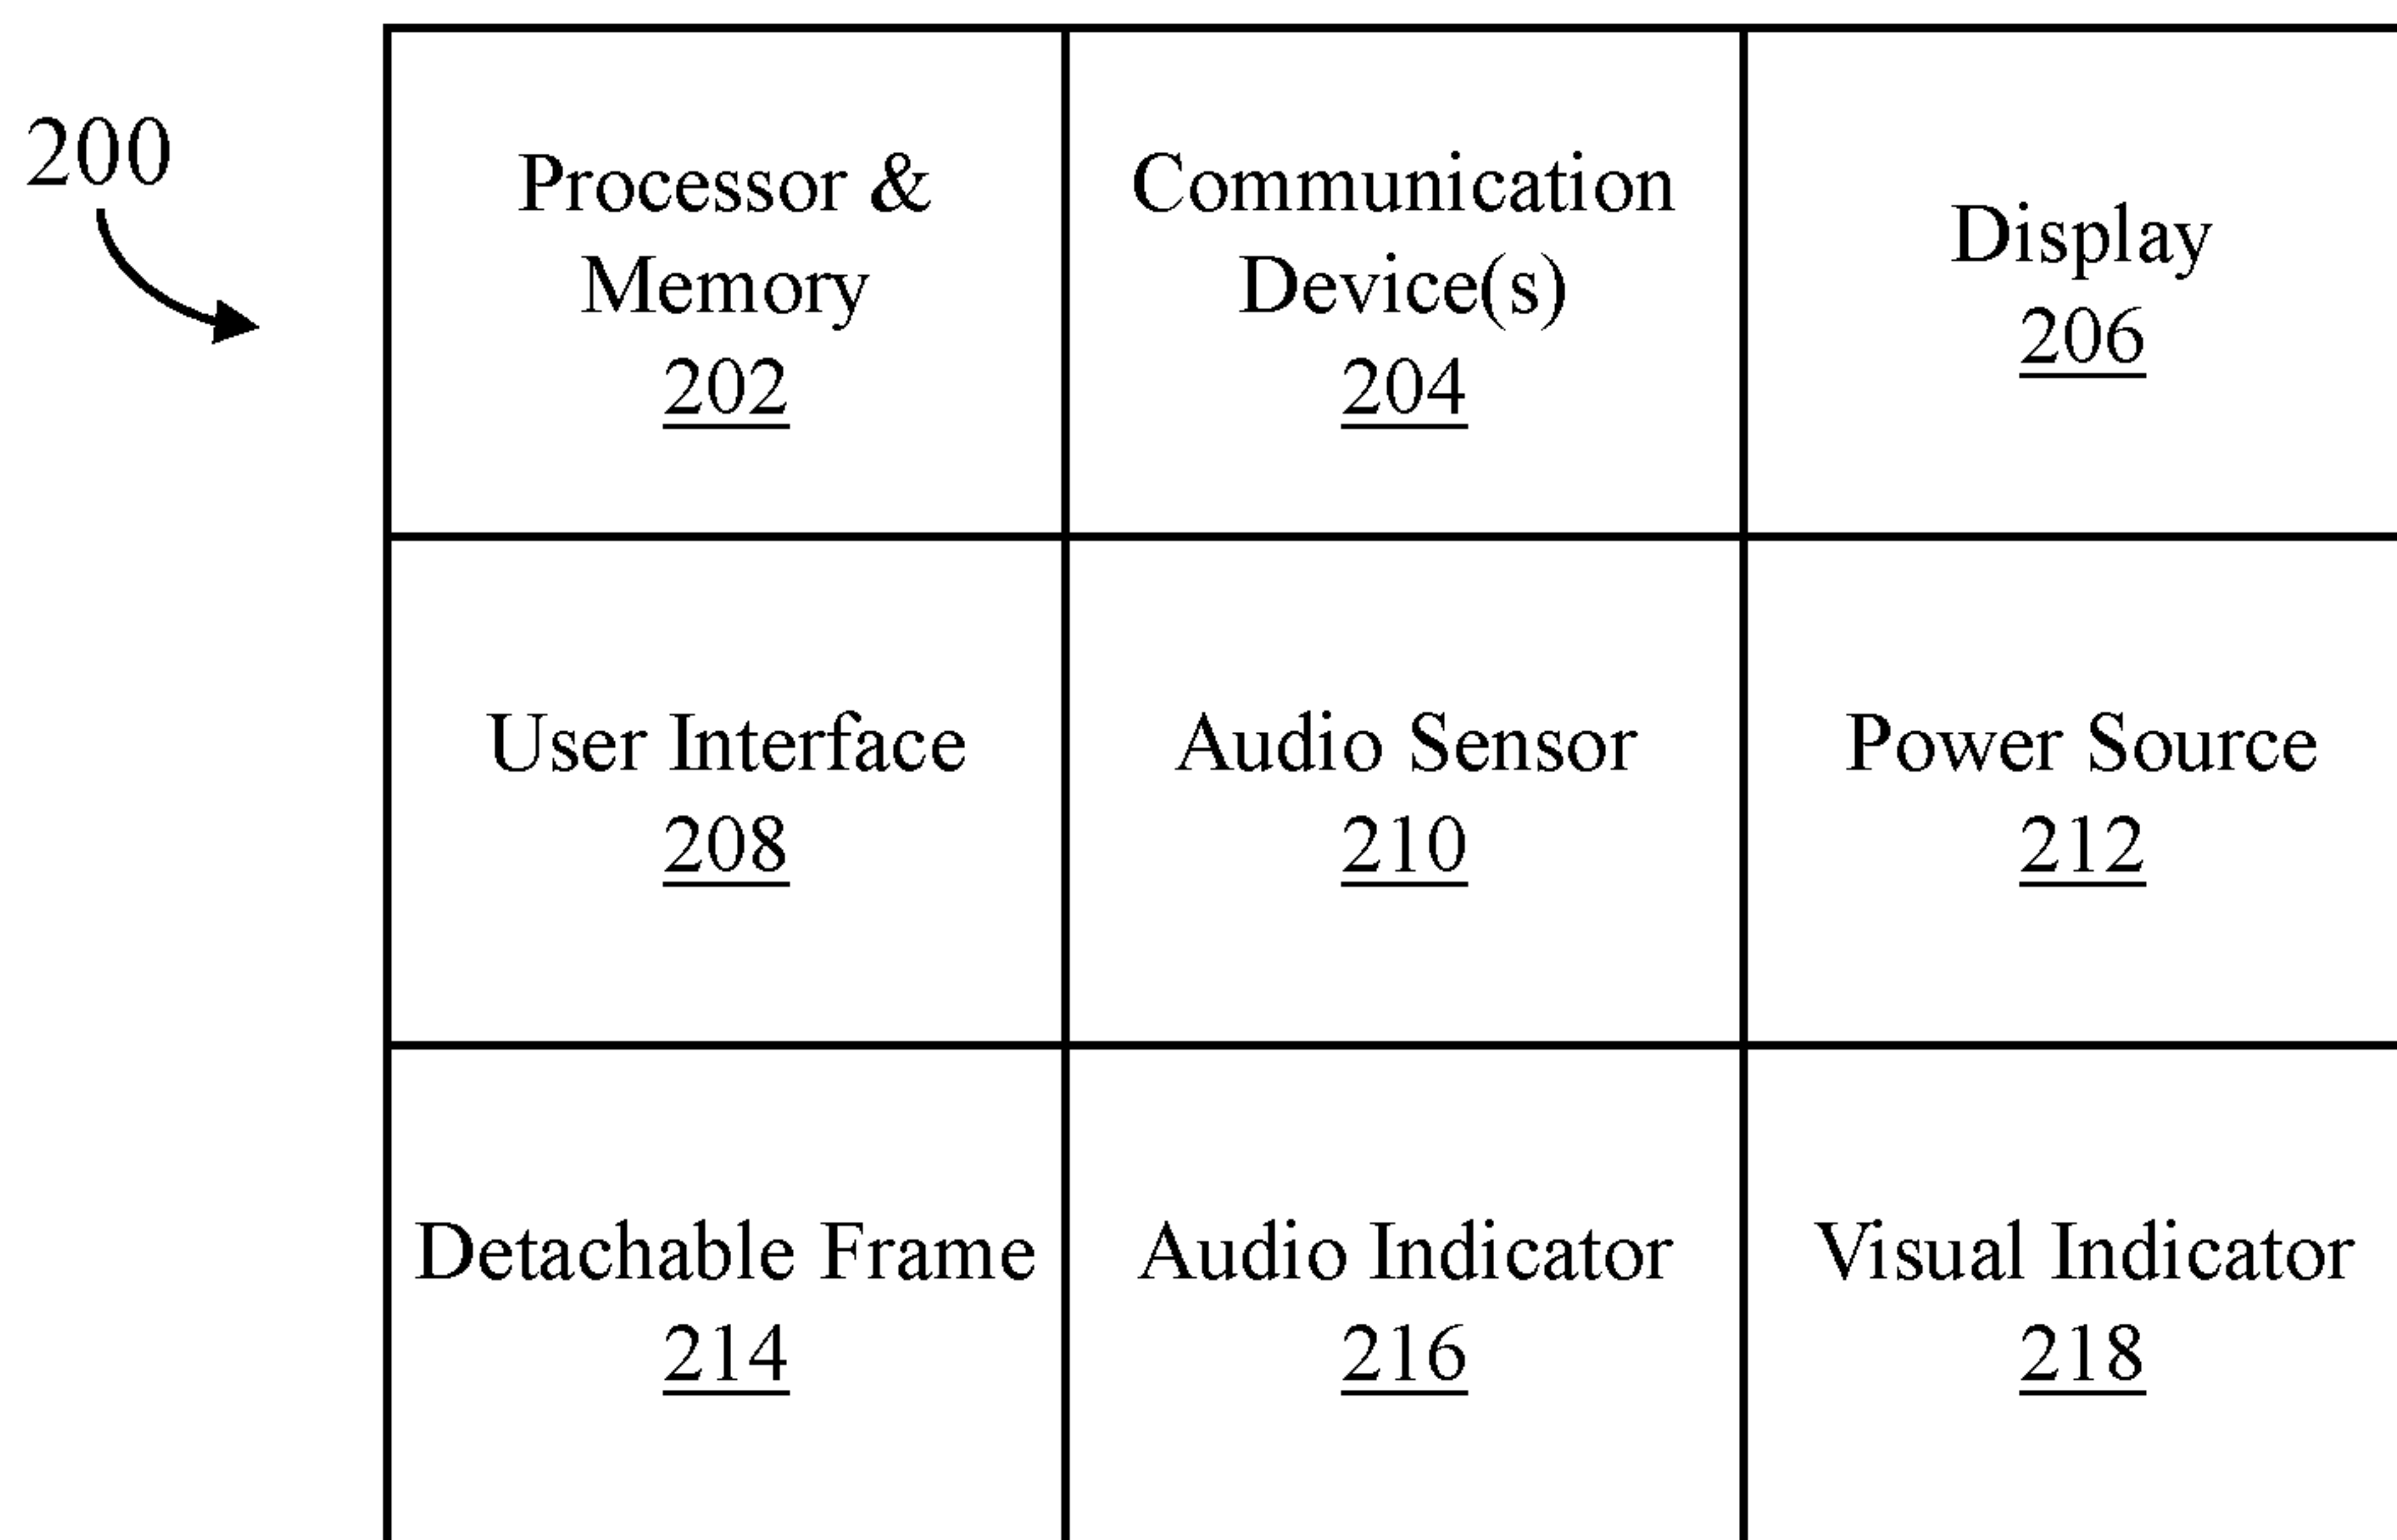 200
Processor &
Memory
202
Communication
Device(s)
204
Display
206
User Interface
208
Audio Sensor
210
Power Source
212
Detachable Frame
214
Audio Indicator
216
Visual Indicator
218